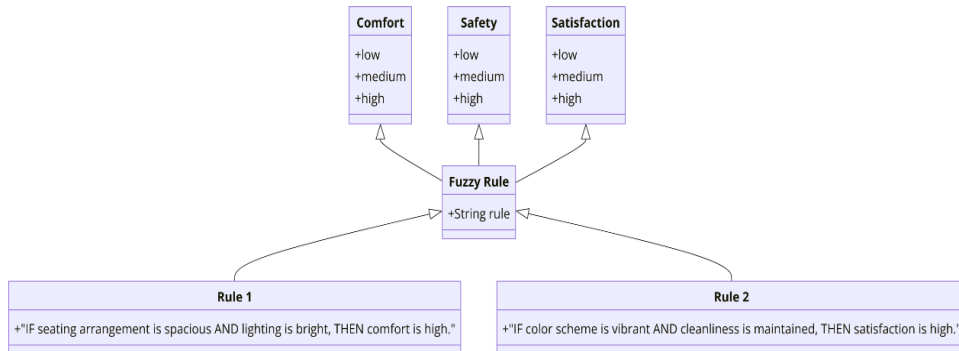 Comfort
+low
+medium
+high
Safety
+low
+medium
+high
Satisfaction
+low
+medium
+high
Fuzzy Rule
+String rule
Rule 1
+"IF seating arrangement is spacious AND lighting is bright, THEN comfort is high."
Rule 2
+"IF color scheme is vibrant AND cleanliness is maintained, THEN satisfaction is high."